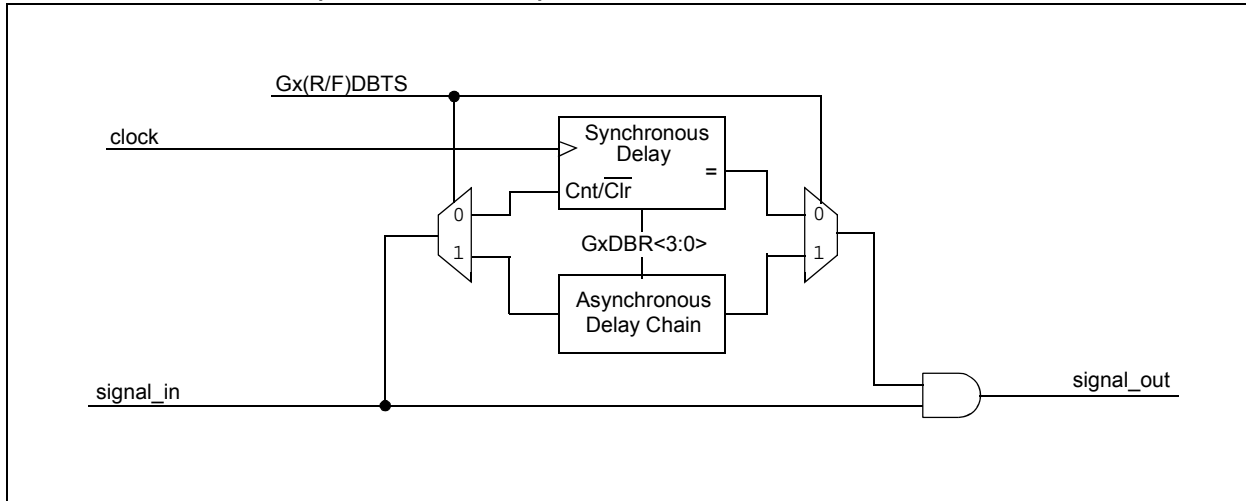 Gx(R/F)DBTS
clock
Synchronous
Delay
=
Cnt/Clr
0
0
GxDBR<3:0>
1
1
Asynchronous
Delay Chain
signal_in
signal_out